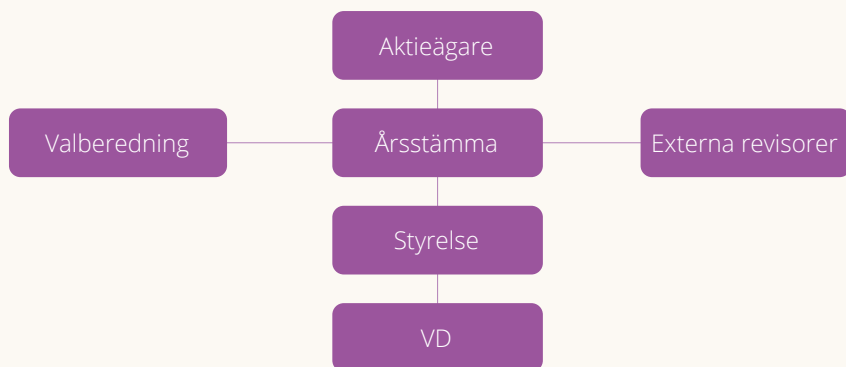 Aktieägare
Valberedning
Årsstämma
Externa revisorer
Styrelse
VD